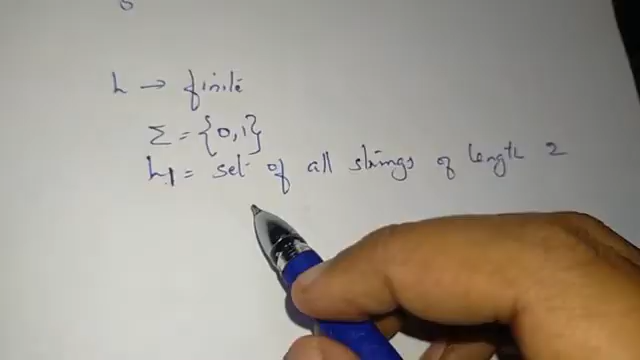 L → finite
Σ = {0,1}
L1 = set of all strings of length 2